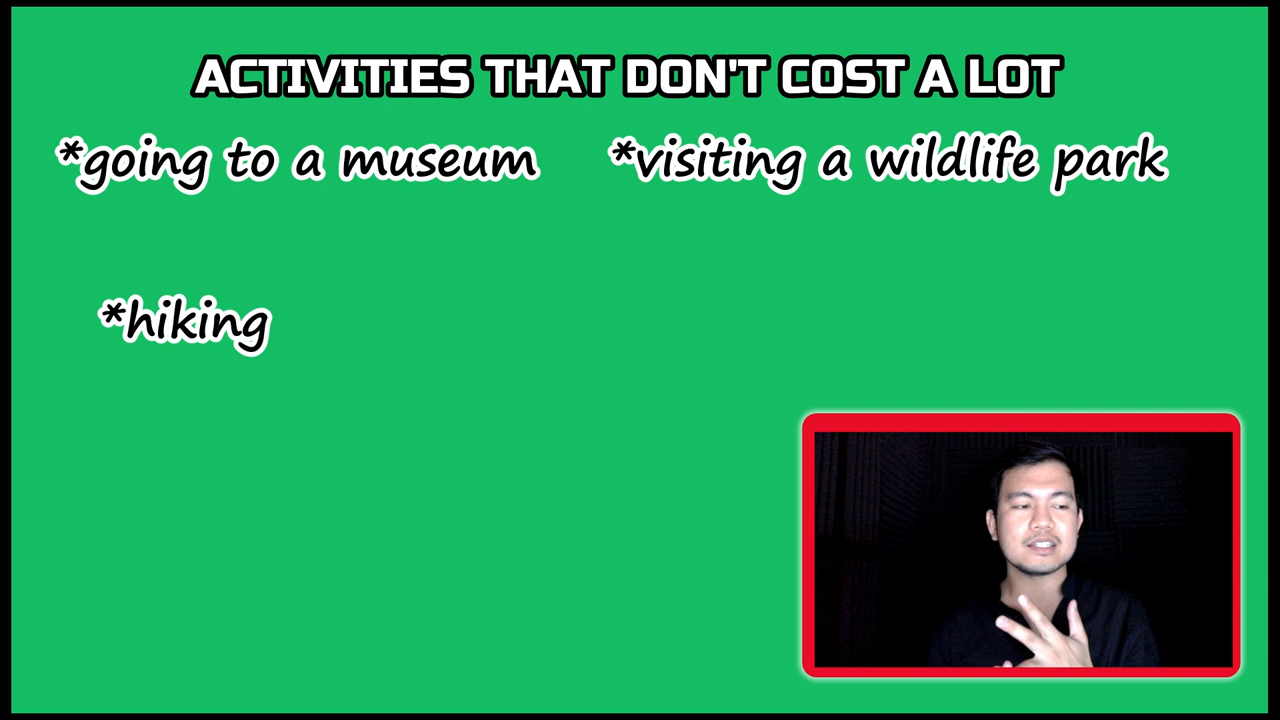 ACTIVITIES THAT DON'T COST A LOT
*going to a museum
*visiting a wildlife park
*hiking